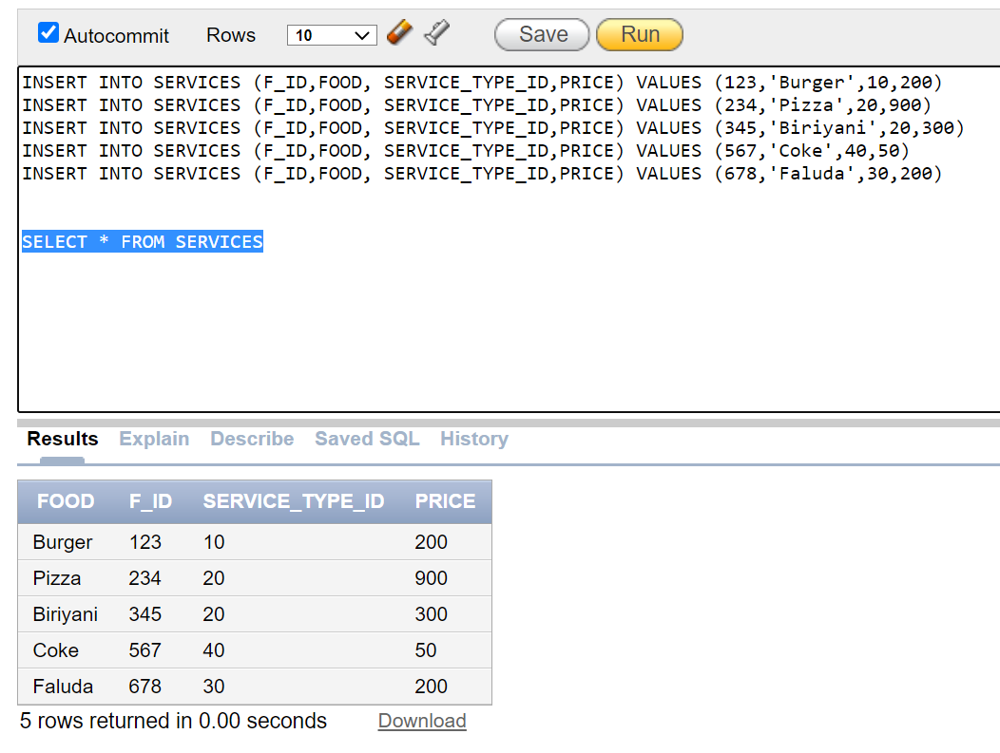 Autocommit Rows 10 Save Run
INSERT INTO SERVICES (F_ID,FOOD, SERVICE_TYPE_ID,PRICE) VALUES (123,'Burger',10,200)
INSERT INTO SERVICES (F_ID,FOOD, SERVICE_TYPE_ID,PRICE) VALUES (234,'Pizza',20,900)
INSERT INTO SERVICES (F_ID,FOOD, SERVICE_TYPE_ID,PRICE) VALUES (345,'Biriyani',20,300)
INSERT INTO SERVICES (F_ID,FOOD, SERVICE_TYPE_ID,PRICE) VALUES (567,'Coke',40,50)
INSERT INTO SERVICES (F_ID,FOOD, SERVICE_TYPE_ID,PRICE) VALUES (678,'Faluda',30,200)
SELECT * FROM SERVICES
Results Explain Describe Saved SQL History
FOOD F_ID SERVICE_TYPE_ID PRICE
Burger 123 10 200
Pizza 234 20 900
Biriyani 345 20 300
Coke 567 40 50
Faluda 678 30 200
5 rows returned in 0.00 seconds Download